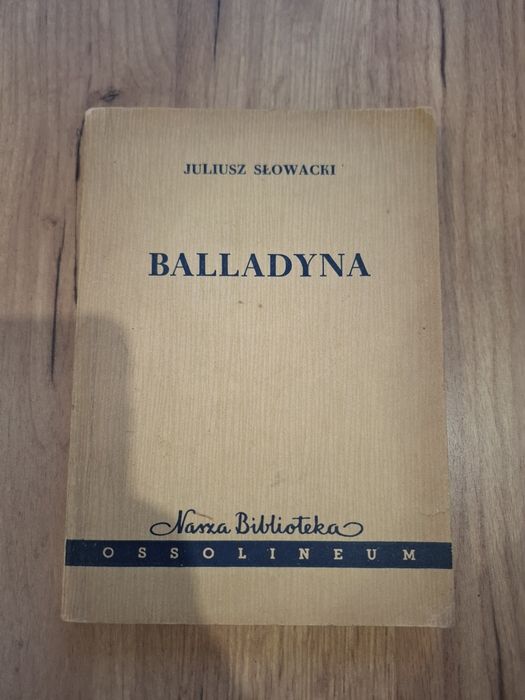 JULIUSZ SŁOWACKI
BALLADYNA
Nasza Biblioteka
OSSOLINEUM